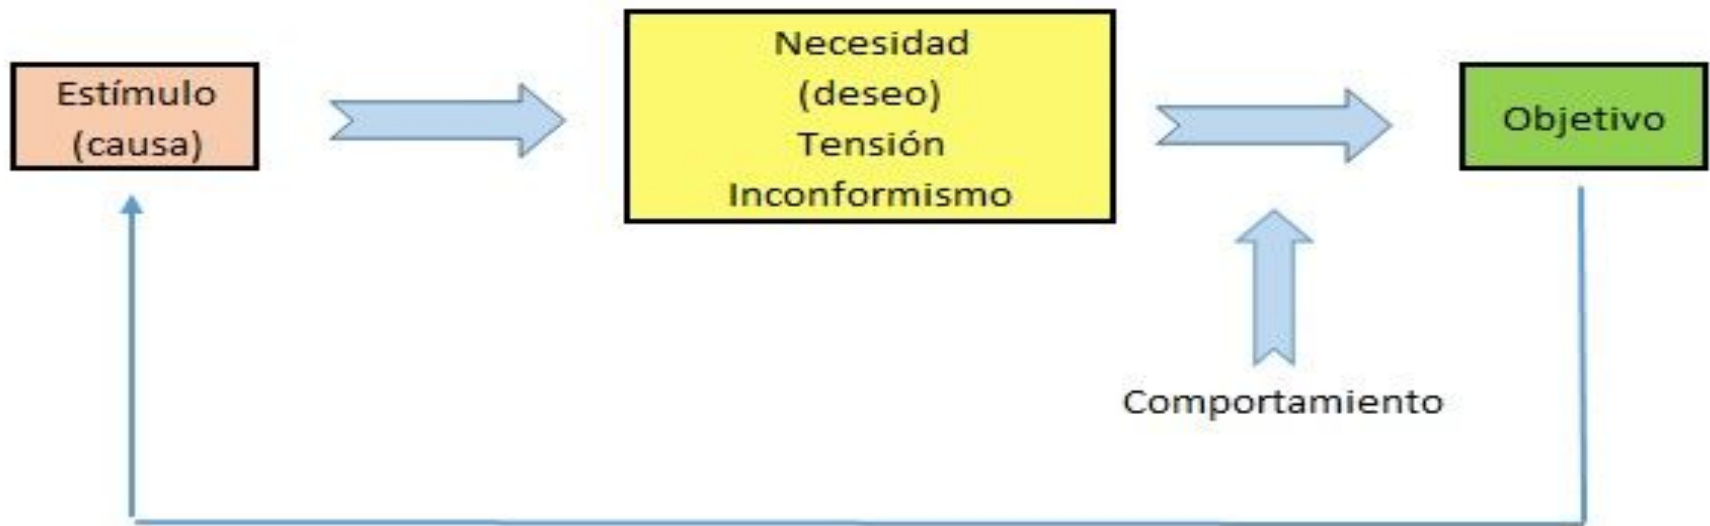 Estímulo
(causa)
Necesidad
(deseo)
Tensión
Inconformismo
Objetivo
Comportamiento